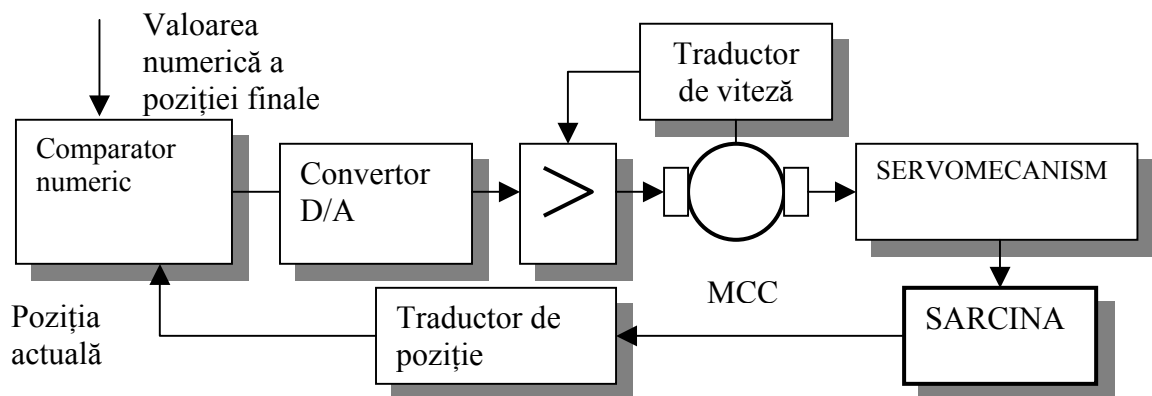 Valoarea
numerică a
poziției finale
Traductor
de viteză
Comparator
numeric
Convertor
D/A
>
SERVOMECANISM
MCC
Poziția
actuală
Traductor de
poziție
SARCINA